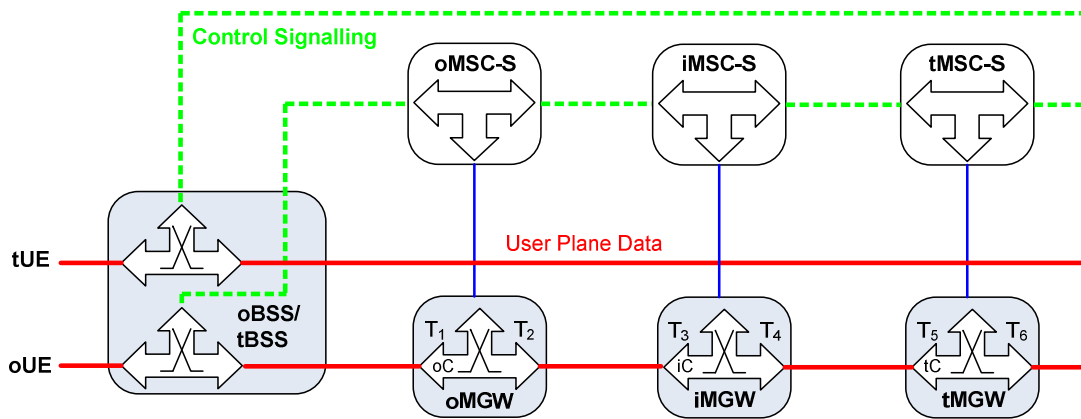 Control Signalling
oMSC-S
iMSC-S
tMSC-S
tUE
User Plane Data
oBSS/
tBSS
oUE
T1
T2
oC
oMGW
T3
T4
iC
iMGW
T5
T6
tC
tMGW